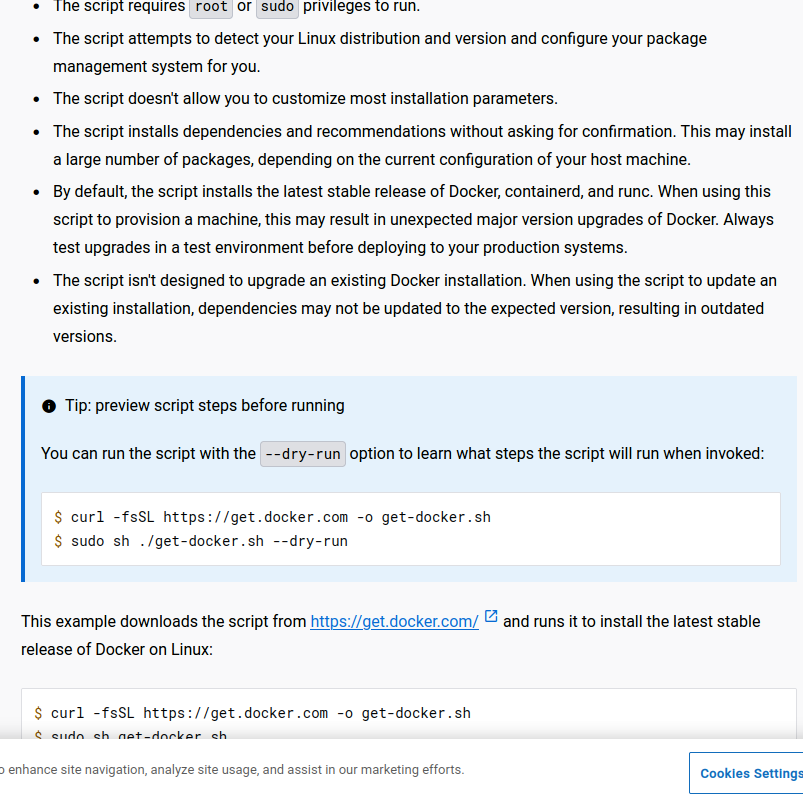 The script requires root or sudo privileges to run.
The script attempts to detect your Linux distribution and version and configure your package
management system for you.
The script doesn't allow you to customize most installation parameters.
The script installs dependencies and recommendations without asking for confirmation. This may install
a large number of packages, depending on the current configuration of your host machine.
By default, the script installs the latest stable release of Docker, containerd, and runc. When using this
script to provision a machine, this may result in unexpected major version upgrades of Docker. Always
test upgrades in a test environment before deploying to your production systems.
The script isn't designed to upgrade an existing Docker installation. When using the script to update an
existing installation, dependencies may not be updated to the expected version, resulting in outdated
versions.
Tip: preview script steps before running
You can run the script with the --dry-run option to learn what steps the script will run when invoked:
$ curl -fsSL https://get.docker.com -o get-docker.sh
$ sudo sh ./get-docker.sh --dry-run
This example downloads the script from https://get.docker.com/ and runs it to install the latest stable
release of Docker on Linux:
$ curl -fsSL https://get.docker.com -o get-docker.sh
$ sudo sh get-docker.sh
o enhance site navigation, analyze site usage, and assist in our marketing efforts.
Cookies Settings